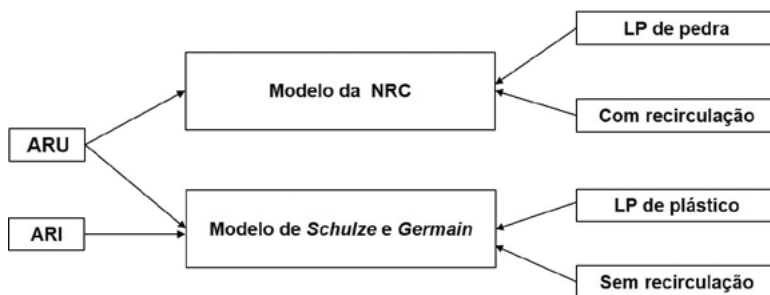 LP de pedra
Modelo da NRC
Com recirculação
ARU
LP de plástico
ARI
Modelo de Schulze e Germain
Sem recirculação